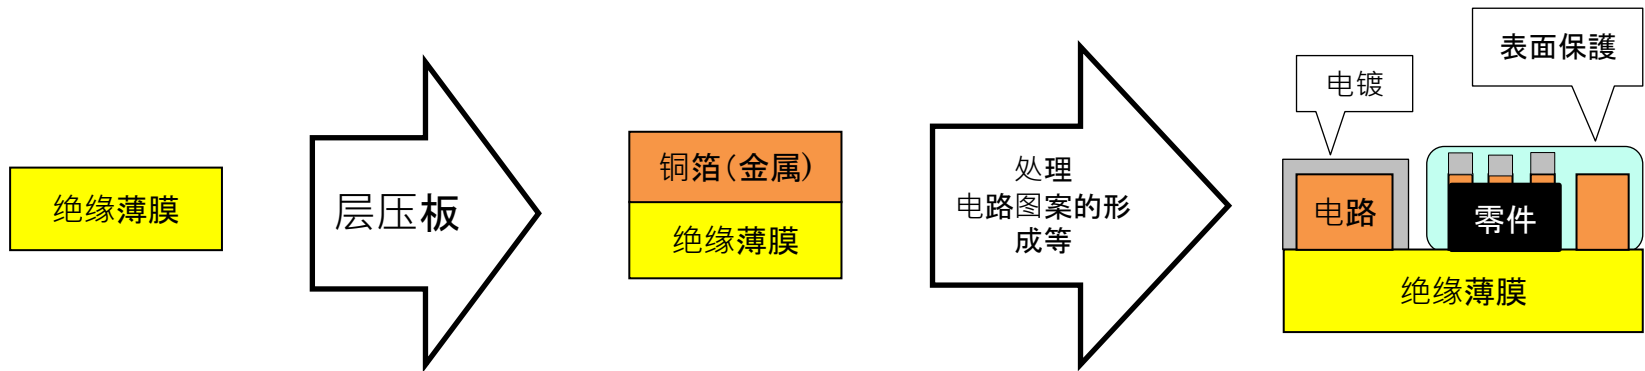 绝缘薄膜
层压板
铜箔(金属)
绝缘薄膜
处理
电路图案的形
成等
电镀
表面保護
电路
零件
绝缘薄膜